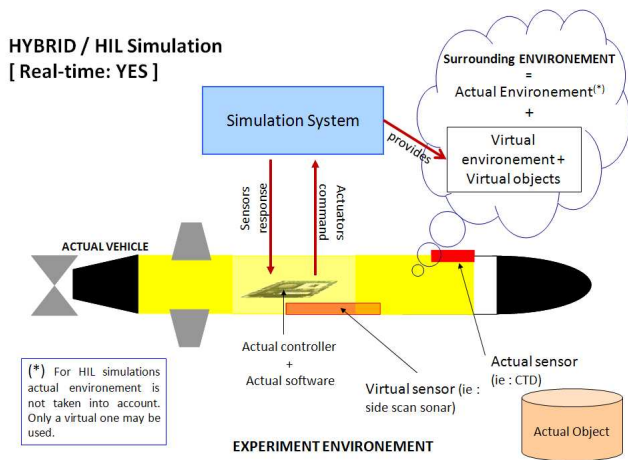 HYBRID / HIL Simulation
[ Real-time: YES ]
Surrounding ENVIRONEMENT
=
Actual Environement(*)
+
Virtual
environement +
Virtual objects
Simulation System
provides
Sensors
response
Actuators
command
ACTUAL VEHICLE
Actual controller
+
Actual software
Virtual sensor (ie :
side scan sonar)
Actual sensor
(ie : CTD)
Actual Object
(*) For HIL simulations
actual environement is
not taken into account.
Only a virtual one may be
used.
EXPERIMENT ENVIRONEMENT